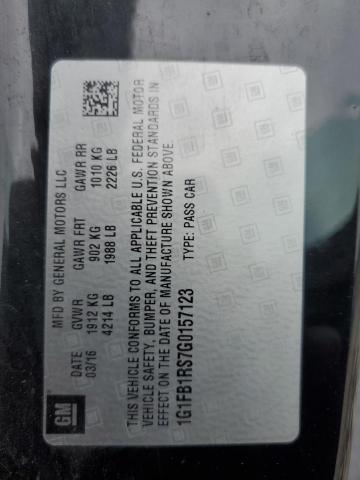 GM
MFD BY GENERAL MOTORS LLC
DATE GVWR GAWR FRT GAWR RR
03/16 1912 KG 902 KG 1010 KG
4214 LB 1988 LB 2226 LB
THIS VEHICLE CONFORMS TO ALL APPLICABLE U.S. FEDERAL MOTOR
VEHICLE SAFETY, BUMPER, AND THEFT PREVENTION STANDARDS IN
EFFECT ON THE DATE OF MANUFACTURE SHOWN ABOVE
1G1FB1RS7G0157123 TYPE: PASS CAR